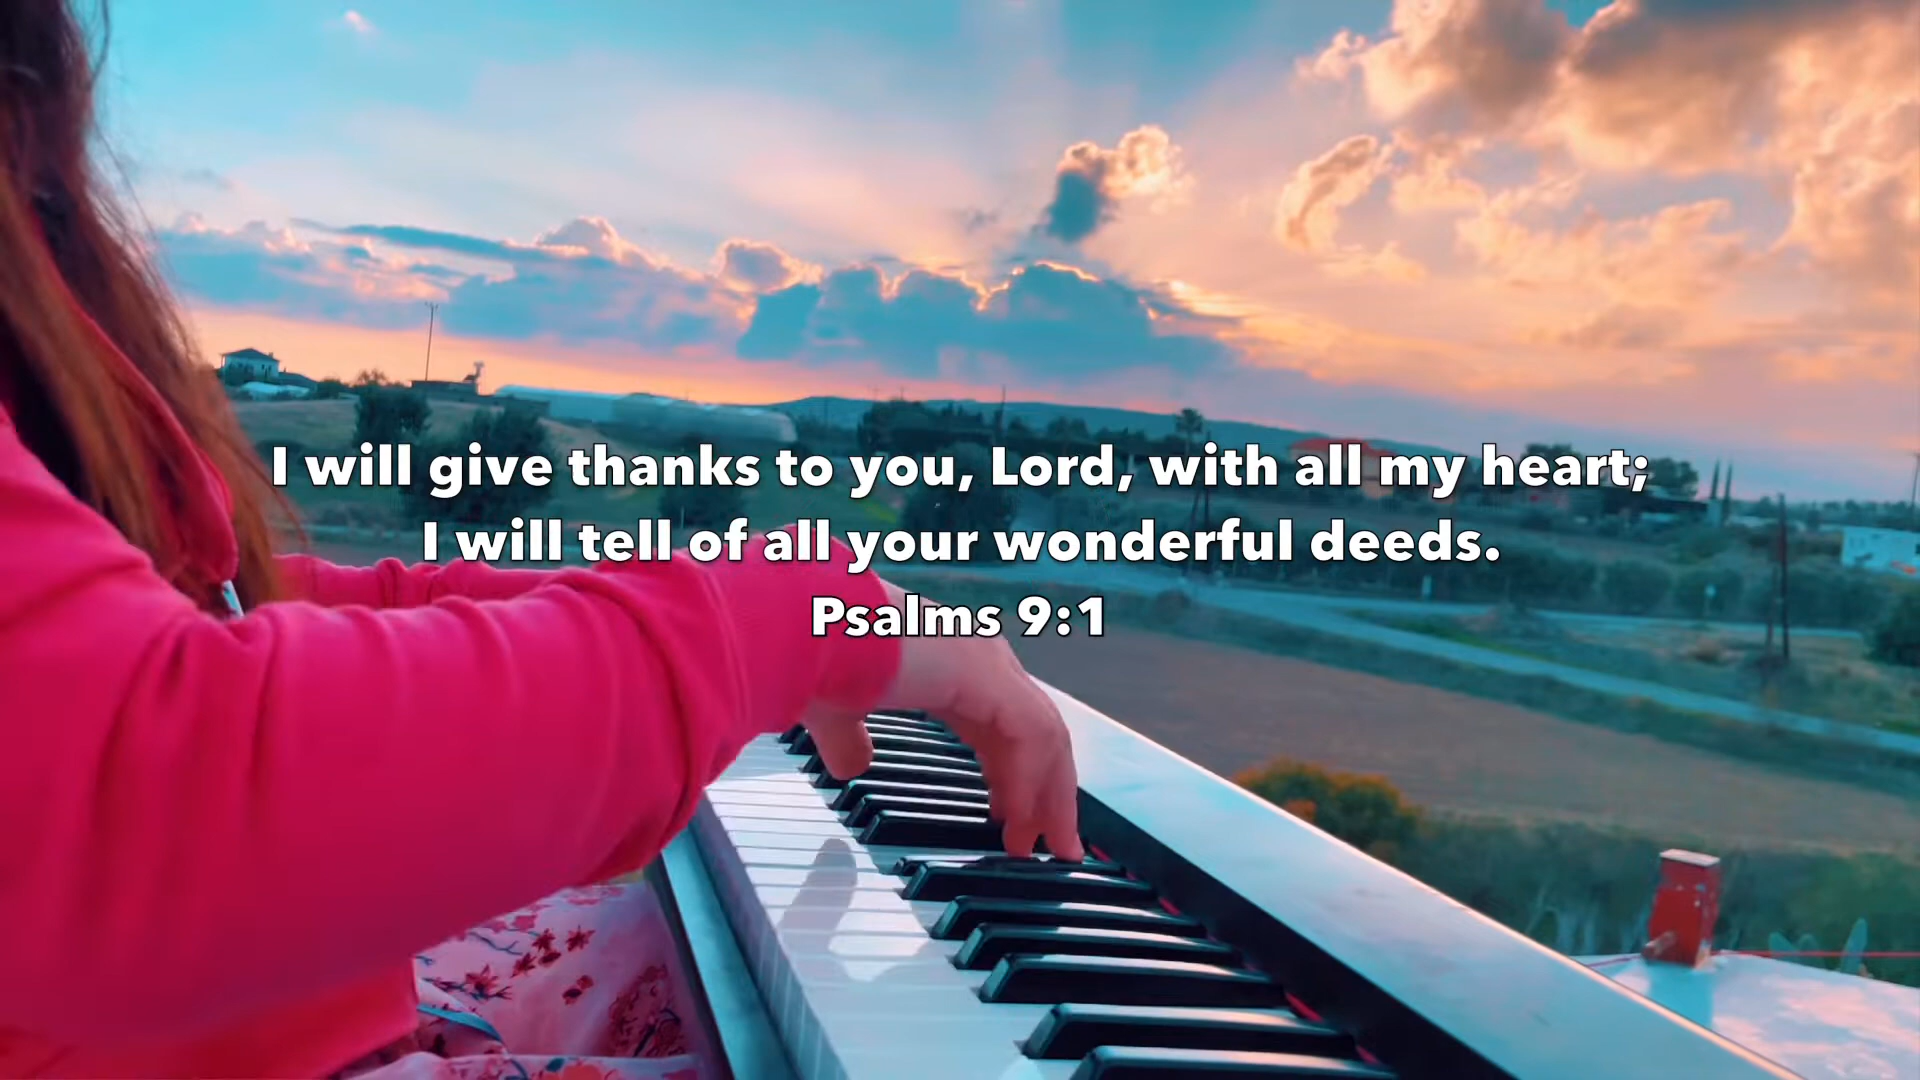 I will give thanks to you, Lord, with all my heart;
I will tell of all your wonderful deeds.
Psalms 9:1